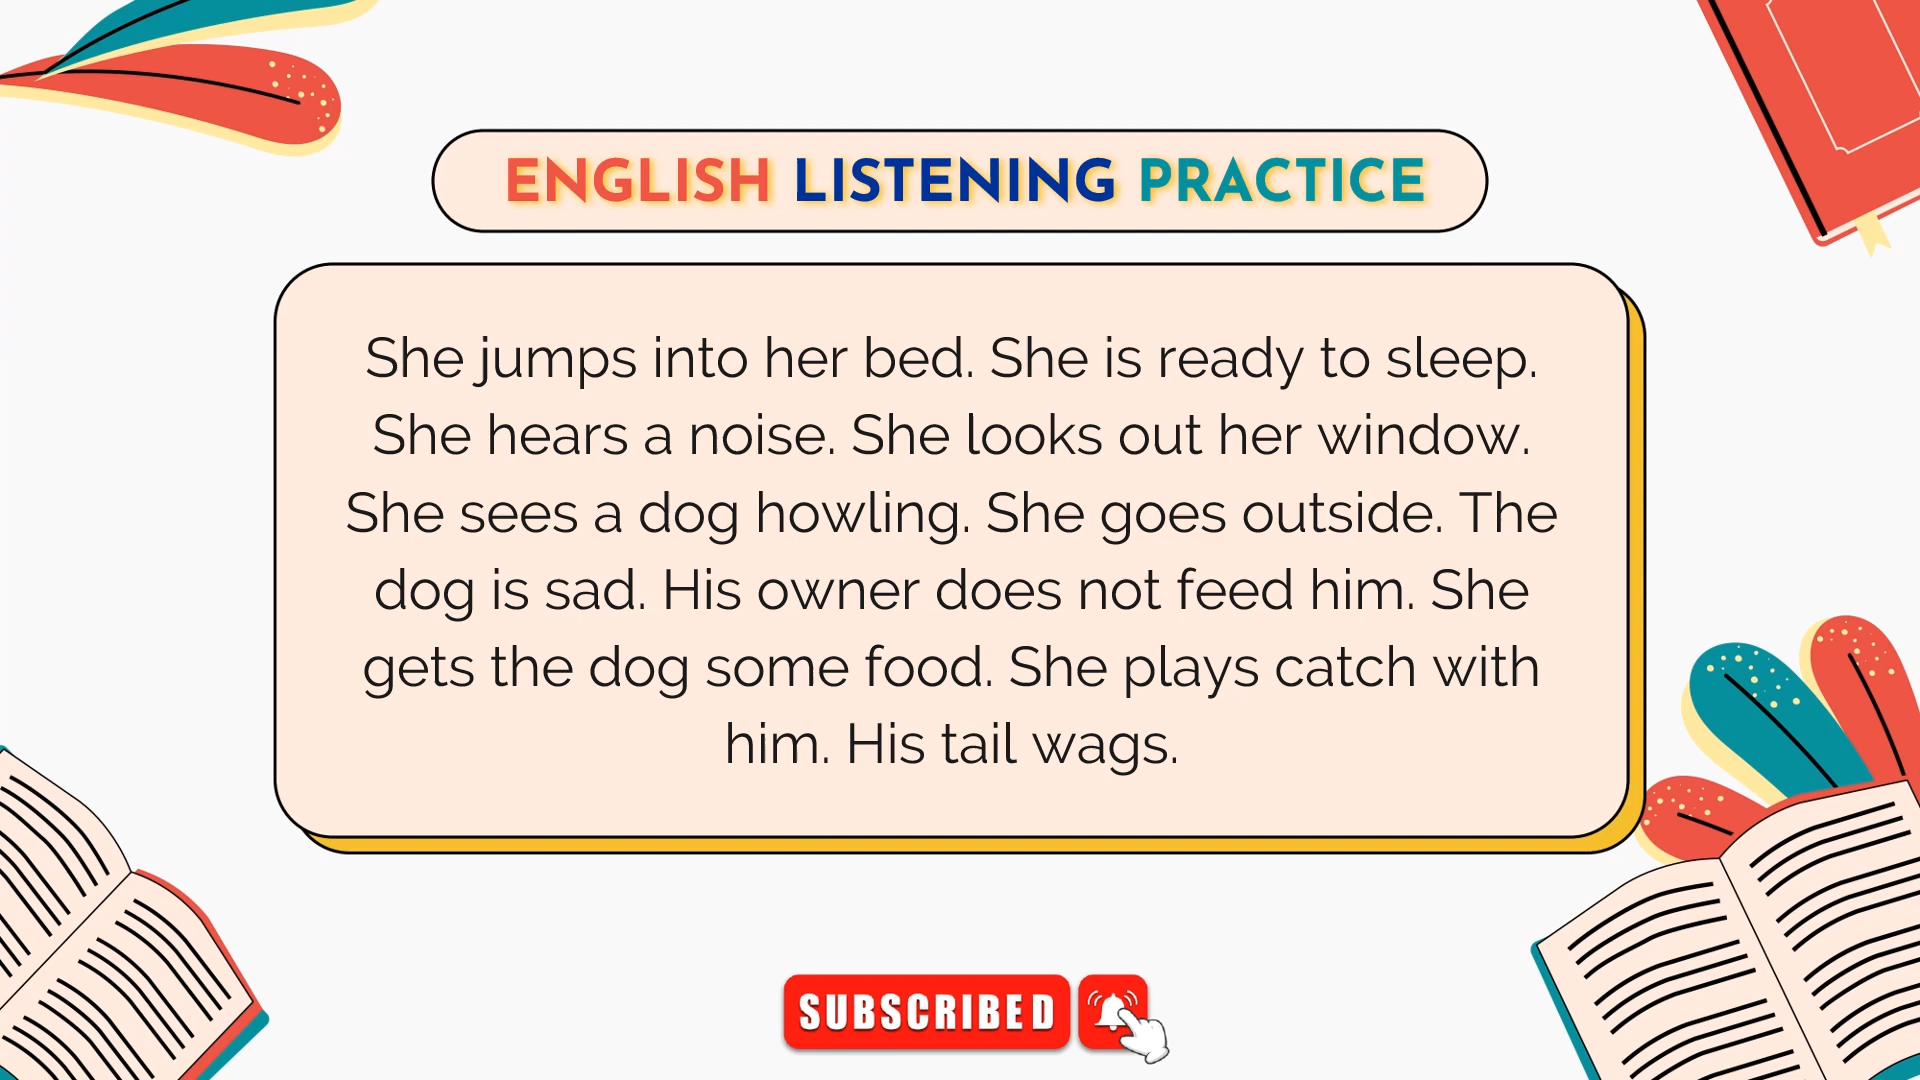 ENGLISH LISTENING PRACTICE
She jumps into her bed. She is ready to sleep.
She hears a noise. She looks out her window.
She sees a dog howling. She goes outside. The
dog is sad. His owner does not feed him. She
gets the dog some food. She plays catch with
him. His tail wags.
SUBSCRIBED